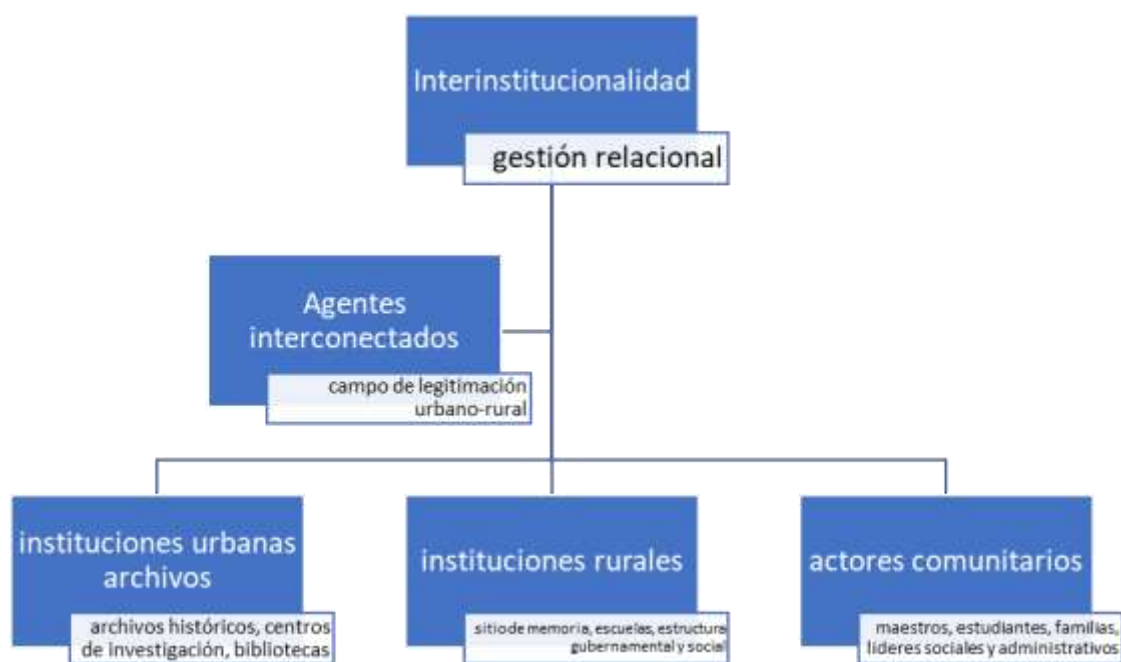 Interinstitucionalidad
gestión relacional
Agentes
interconectados
campo de legitimación
urbano-rural
instituciones urbanas
archivos
archivos históricos, centros
de investigación, bibliotecas
instituciones rurales
sitio de memoria, escuelas, estructura
gubernamental y social
actores comunitarios
maestros, estudiantes, familias,
líderes sociales y administrativos